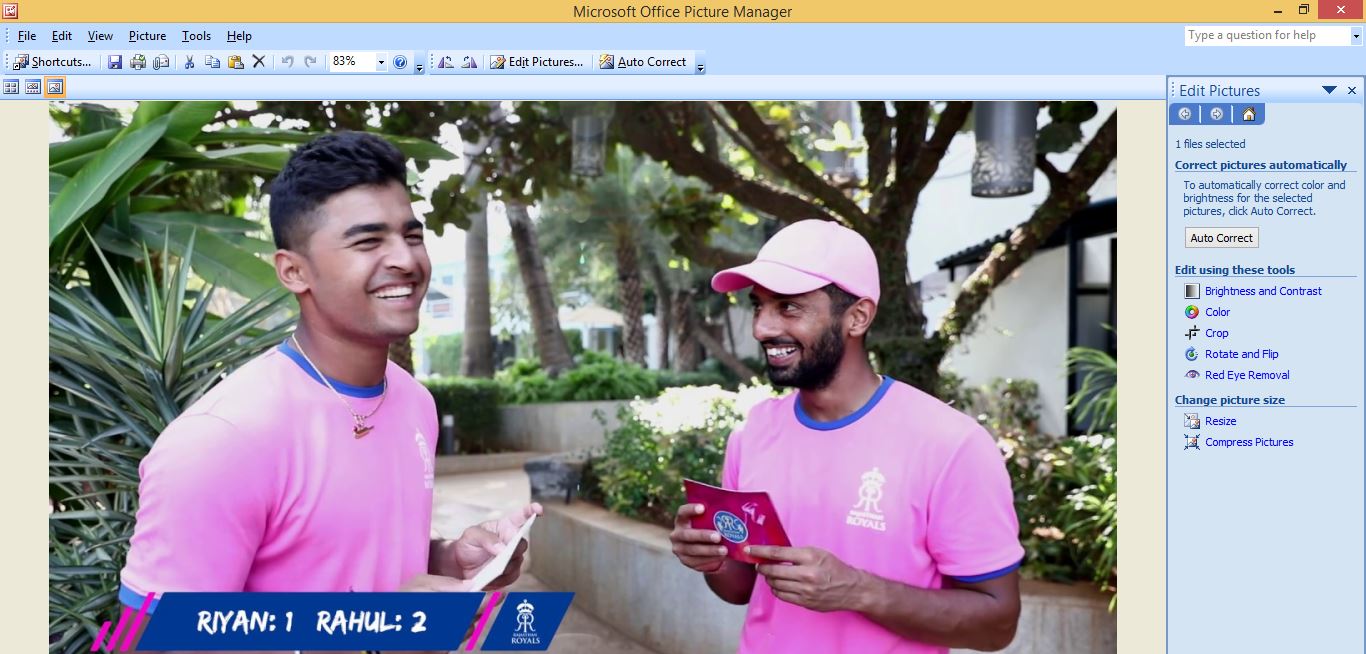 Microsoft Office Picture Manager
File Edit View Picture Tools Help
Type a question for help
Shortcuts...
83%
Edit Pictures...
Auto Correct
Edit Pictures
1 files selected
Correct pictures automatically
To automatically correct color and
brightness for the selected
pictures, click Auto Correct.
Auto Correct
Edit using these tools
Brightness and Contrast
Color
Crop
Rotate and Flip
Red Eye Removal
Change picture size
Resize
Compress Pictures
RAJASTHAN
ROYALS
RIYAN: 1 RAHUL: 2
RAJASTHAN
ROYALS